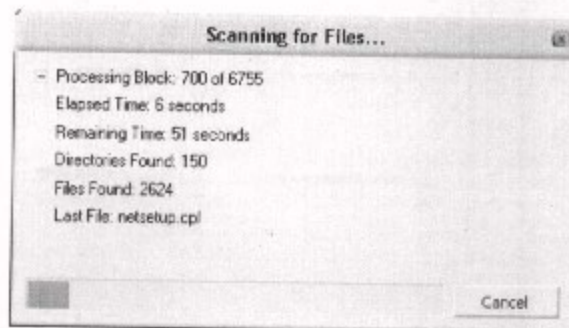 Scanning for Files...
- Processing Block: 700 of 6755
Elapsed Time: 6 seconds
Remaining Time: 51 seconds
Directories Found: 150
Files Found: 2624
Last File: netsetup.cpl
Cancel